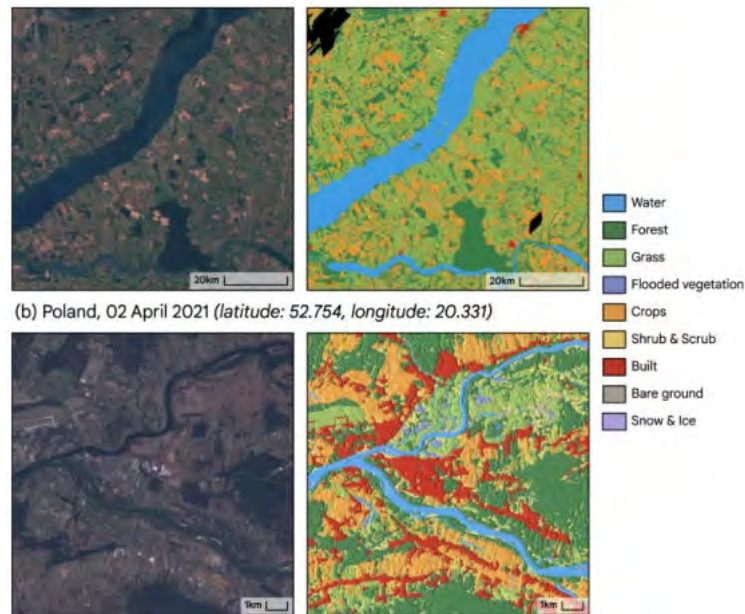 20km
20km
Water
Forest
Grass
Flooded vegetation
Crops
Shrub & Scrub
Built
Bare ground
Snow & Ice
(b) Poland, 02 April 2021 (latitude: 52.754, longitude: 20.331)
1km
1km